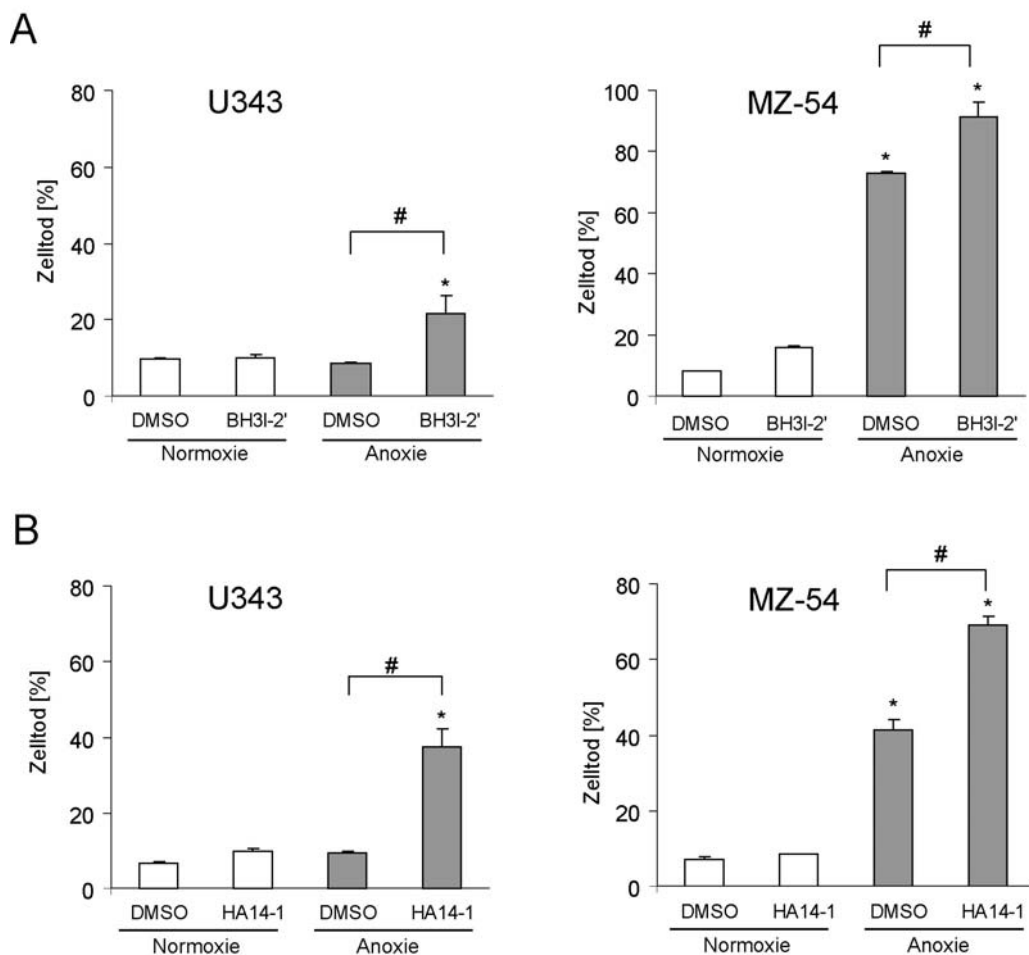 A
U343
Zelltod [%]
80
60
40
20
0
#
*
DMSO BH3I-2' DMSO BH3I-2'
Normoxie Anoxie
MZ-54
Zelltod [%]
100
80
60
40
20
0
#
*
*
DMSO BH3I-2' DMSO BH3I-2'
Normoxie Anoxie
B
U343
Zelltod [%]
80
60
40
20
0
#
*
DMSO HA14-1 DMSO HA14-1
Normoxie Anoxie
MZ-54
Zelltod [%]
80
60
40
20
0
#
*
*
DMSO HA14-1 DMSO HA14-1
Normoxie Anoxie